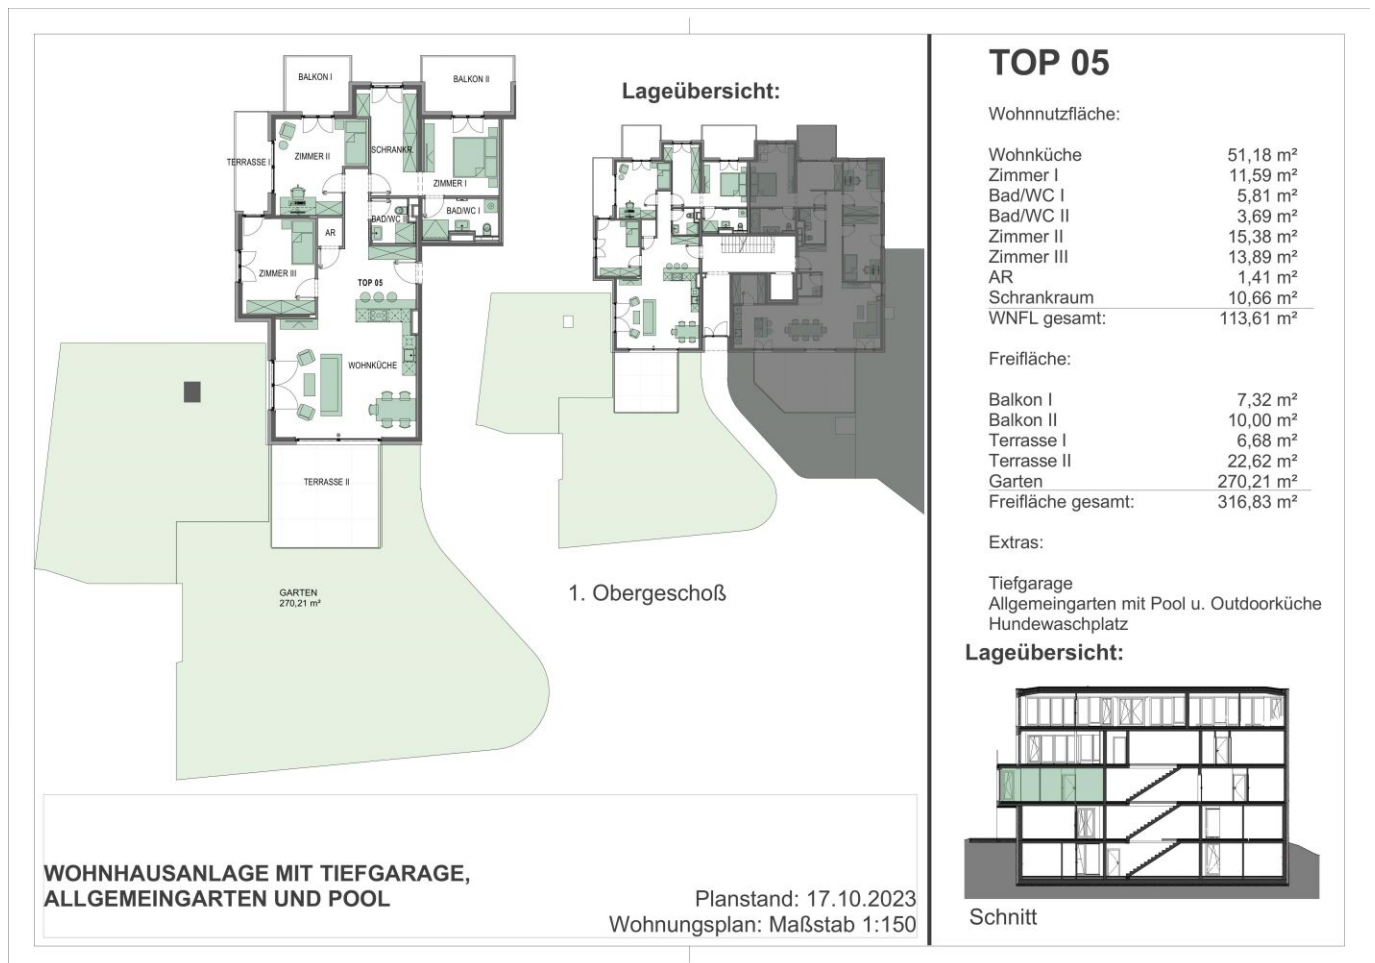 BALKON I
BALKON II
TERRASSE I
ZIMMER II
SCHRANKR.
ZIMMER I
BAD/WC II
BAD/WC I
AR
ZIMMER III
TOP 05
WOHNKÜCHE
TERRASSE II
GARTEN
270,21 m²
Lageübersicht:
1. Obergeschoß
WOHNHAUSANLAGE MIT TIEFGARAGE,
ALLGEMEINGARTEN UND POOL
Planstand: 17.10.2023
Wohnungsplan: Maßstab 1:150
TOP 05
Wohnnutzfläche:
Wohnküche 51,18 m²
Zimmer I 11,59 m²
Bad/WC I 5,81 m²
Bad/WC II 3,69 m²
Zimmer II 15,38 m²
Zimmer III 13,89 m²
AR 1,41 m²
Schrankraum 10,66 m²
WNFL gesamt: 113,61 m²
Freifläche:
Balkon I 7,32 m²
Balkon II 10,00 m²
Terrasse I 6,68 m²
Terrasse II 22,62 m²
Garten 270,21 m²
Freifläche gesamt: 316,83 m²
Extras:
Tiefgarage
Allgemeingarten mit Pool u. Outdoorküche
Hundewaschplatz
Lageübersicht:
Schnitt